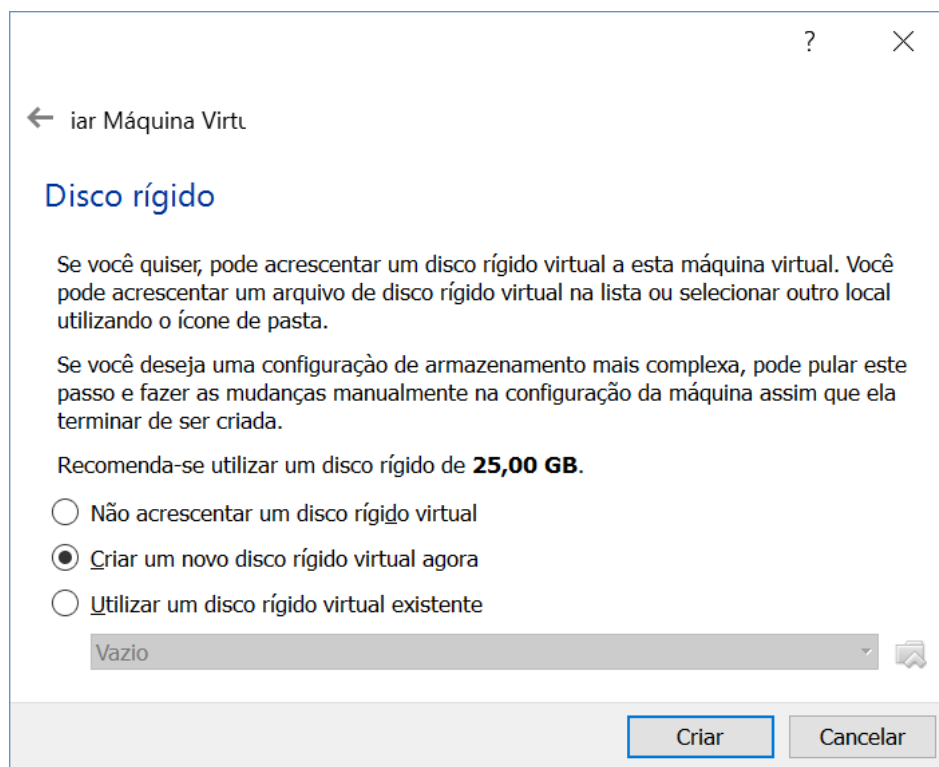 ?
iar Máquina Virtu
Disco rígido
Se você quiser, pode acrescentar um disco rígido virtual a esta máquina virtual. Você
pode acrescentar um arquivo de disco rígido virtual na lista ou selecionar outro local
utilizando o ícone de pasta.
Se você deseja uma configuraçào de armazenamento mais complexa, pode pular este
passo e fazer as mudanças manualmente na configuração da máquina assim que ela
terminar de ser criada.
Recomenda-se utilizar um disco rígido de 25,00 GB.
Não acrescentar um disco rígido virtual
Criar um novo disco rígido virtual agora
Utilizar um disco rígido virtual existente
Vazio
Criar Cancelar